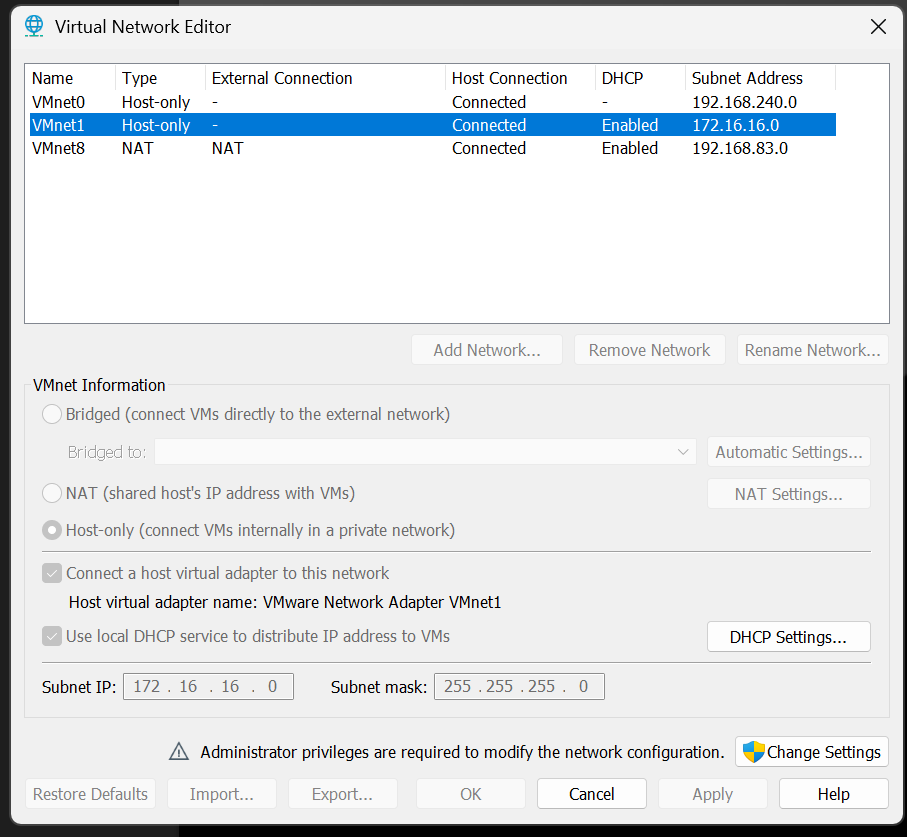 Virtual Network Editor
Name Type External Connection Host Connection DHCP Subnet Address
VMnet0 Host-only - Connected - 192.168.240.0
VMnet1 Host-only - Connected Enabled 172.16.16.0
VMnet8 NAT NAT Connected Enabled 192.168.83.0
Add Network... Remove Network Rename Network...
VMnet Information
Bridged (connect VMs directly to the external network)
Bridged to: Automatic Settings...
NAT (shared host's IP address with VMs) NAT Settings...
Host-only (connect VMs internally in a private network)
Connect a host virtual adapter to this network
Host virtual adapter name: VMware Network Adapter VMnet1
Use local DHCP service to distribute IP address to VMs DHCP Settings...
Subnet IP: 172 . 16 . 16 . 0 Subnet mask: 255 . 255 . 255 . 0
Administrator privileges are required to modify the network configuration. Change Settings
Restore Defaults Import... Export... OK Cancel Apply Help